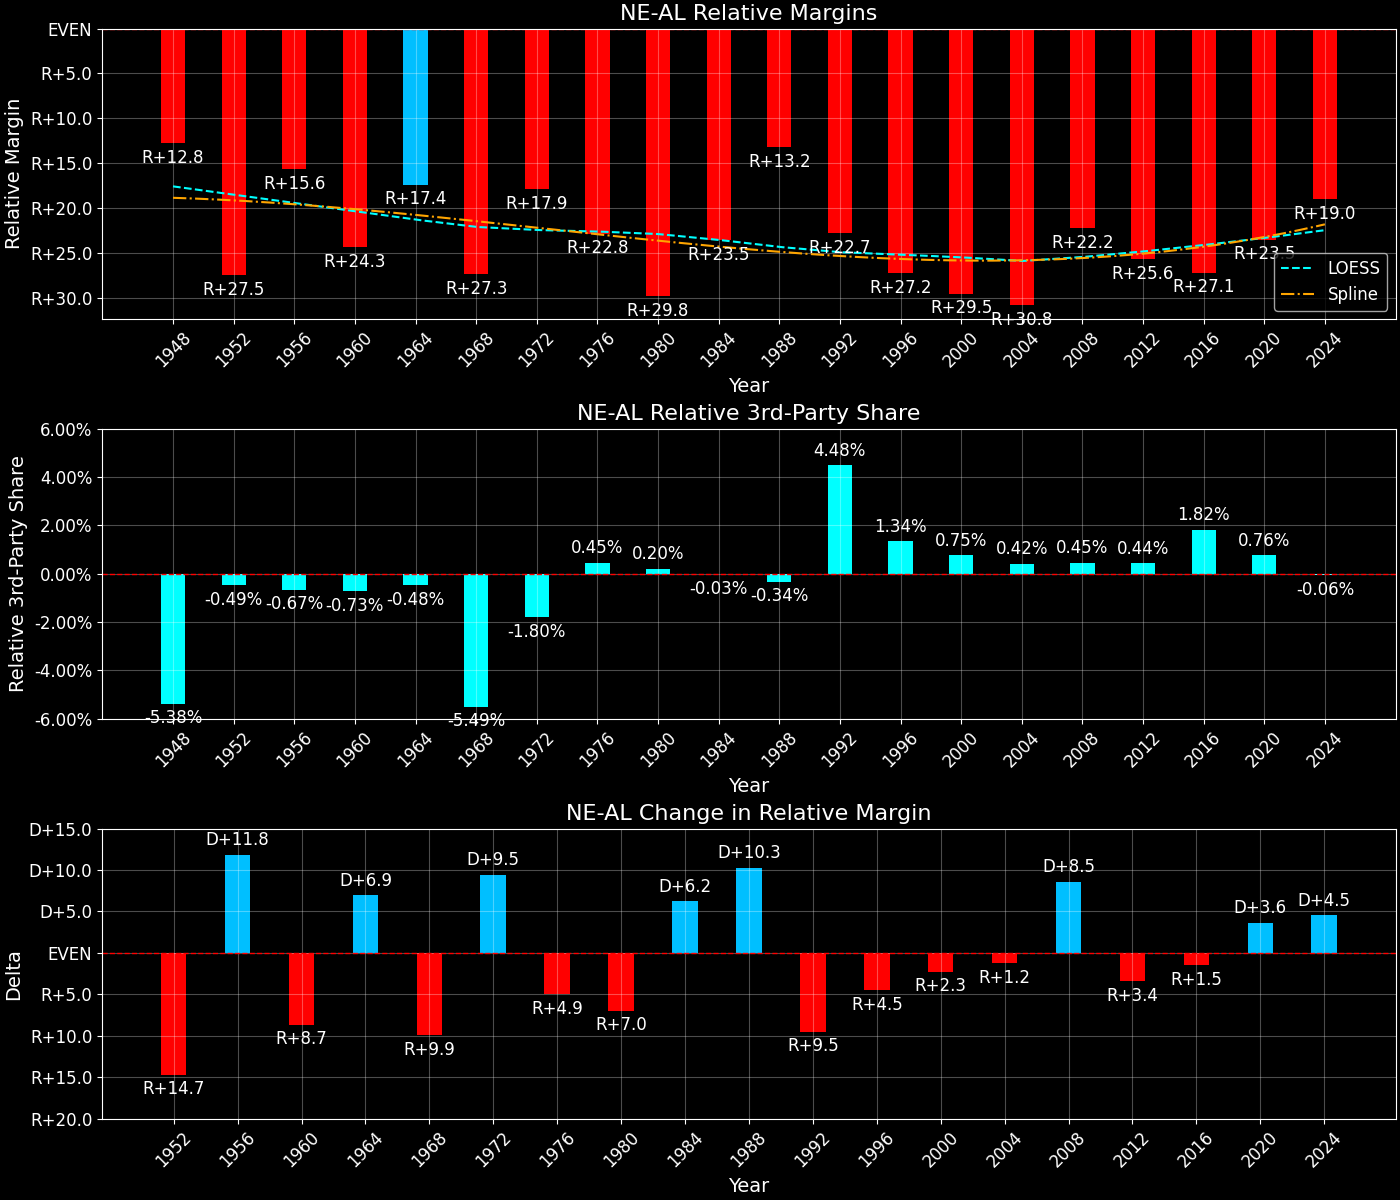 NE-AL Relative Margins
Relative Margin
EVEN
R+5.0
R+10.0
R+15.0
R+20.0
R+25.0
R+30.0
R+12.8
R+27.5
R+15.6
R+24.3
R+17.4
R+27.3
R+17.9
R+22.8
R+29.8
R+23.5
R+13.2
R+22.7
R+27.2
R+29.5
R+30.8
R+22.2
R+25.6
R+27.1
R+23.5
R+19.0
LOESS
Spline
1948 1952 1956 1960 1964 1968 1972 1976 1980 1984 1988 1992 1996 2000 2004 2008 2012 2016 2020 2024
Year
NE-AL Relative 3rd-Party Share
Relative 3rd-Party Share
6.00%
4.00%
2.00%
0.00%
-2.00%
-4.00%
-6.00%
-5.38%
-0.49%
-0.67%
-0.73%
-0.48%
-5.49%
-1.80%
0.45%
0.20%
-0.03%
-0.34%
4.48%
1.34%
0.75%
0.42%
0.45%
0.44%
1.82%
0.76%
-0.06%
1948 1952 1956 1960 1964 1968 1972 1976 1980 1984 1988 1992 1996 2000 2004 2008 2012 2016 2020 2024
Year
NE-AL Change in Relative Margin
Delta
D+15.0
D+10.0
D+5.0
EVEN
R+5.0
R+10.0
R+15.0
R+20.0
R+14.7
D+11.8
R+8.7
D+6.9
R+9.9
D+9.5
R+4.9
R+7.0
D+6.2
D+10.3
R+9.5
R+4.5
R+2.3
R+1.2
D+8.5
R+3.4
R+1.5
D+3.6
D+4.5
1952 1956 1960 1964 1968 1972 1976 1980 1984 1988 1992 1996 2000 2004 2008 2012 2016 2020 2024
Year